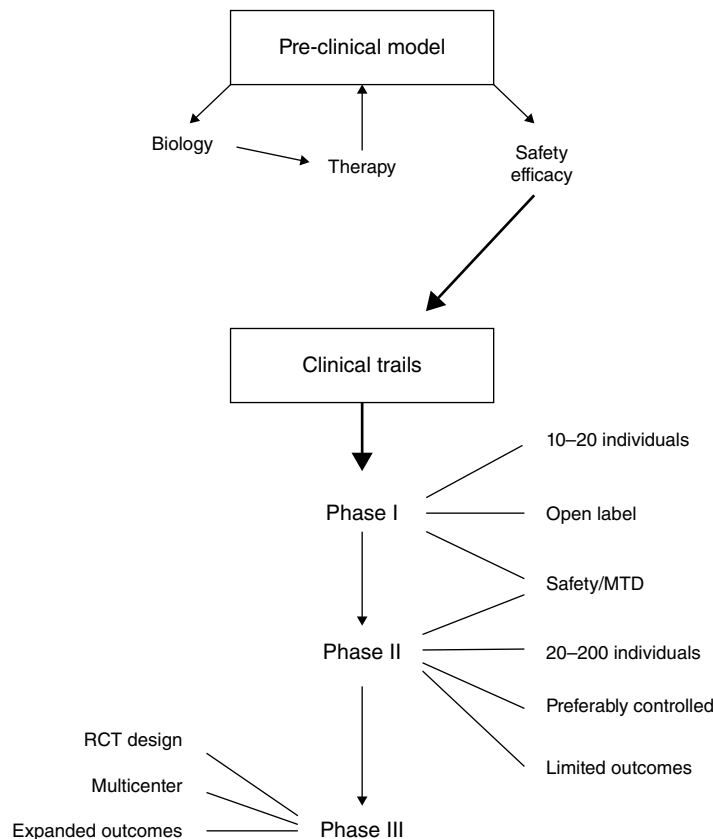 Pre-clinical model
Biology
Therapy
Safety
efficacy
Clinical trails
10–20 individuals
Phase I
Open label
Safety/MTD
Phase II
20–200 individuals
Preferably controlled
Limited outcomes
RCT design
Multicenter
Expanded outcomes
Phase III